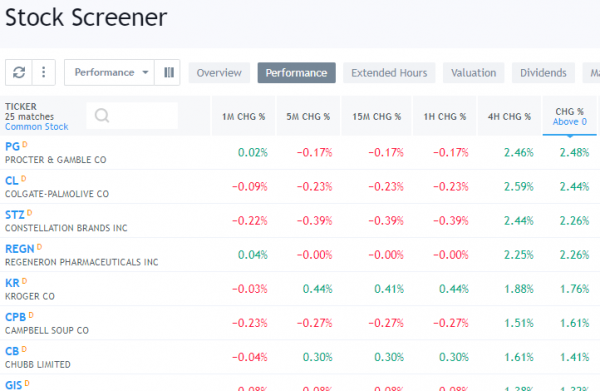 Stock Screener
Performance
Overview Performance Extended Hours Valuation Dividends
TICKER
25 matches
Common Stock
1M CHG % 5M CHG % 15M CHG % 1H CHG % 4H CHG % CHG %
Above 0
PG D 0.02% −0.17% −0.17% −0.17% 2.46% 2.48%
PROCTER & GAMBLE CO
CL D −0.09% −0.23% −0.23% −0.23% 2.59% 2.44%
COLGATE-PALMOLIVE CO
STZ D −0.22% −0.39% −0.39% −0.39% 2.44% 2.26%
CONSTELLATION BRANDS INC
REGN D 0.04% −0.00% −0.00% −0.00% 2.25% 2.26%
REGENERON PHARMACEUTICALS INC
KR D −0.03% 0.44% 0.41% 0.44% 1.88% 1.76%
KROGER CO
CPB D −0.23% −0.27% −0.27% −0.27% 1.51% 1.61%
CAMPBELL SOUP CO
CB D −0.04% 0.30% 0.30% 0.30% 1.61% 1.41%
CHUBB LIMITED
GIS D